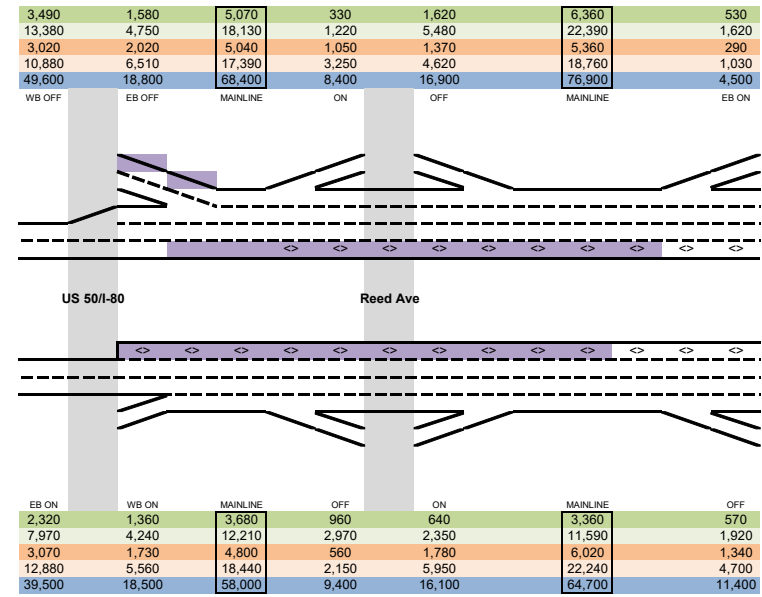 3,490 1,580 5,070 330 1,620 6,360 530
13,380 4,750 18,130 1,220 5,480 22,390 1,620
3,020 2,020 5,040 1,050 1,370 5,360 290
10,880 6,510 17,390 3,250 4,620 18,760 1,030
49,600 18,800 68,400 8,400 16,900 76,900 4,500
WB OFF EB OFF MAINLINE ON OFF MAINLINE EB ON
<> <> <> <> <> <> <> <> <> <>
US 50/I-80 Reed Ave
<> <> <> <> <> <> <> <> <> <> <> <> <>
EB ON WB ON MAINLINE OFF ON MAINLINE OFF
2,320 1,360 3,680 960 640 3,360 570
7,970 4,240 12,210 2,970 2,350 11,590 1,920
3,070 1,730 4,800 560 1,780 6,020 1,340
12,880 5,560 18,440 2,150 5,950 22,240 4,700
39,500 18,500 58,000 9,400 16,100 64,700 11,400